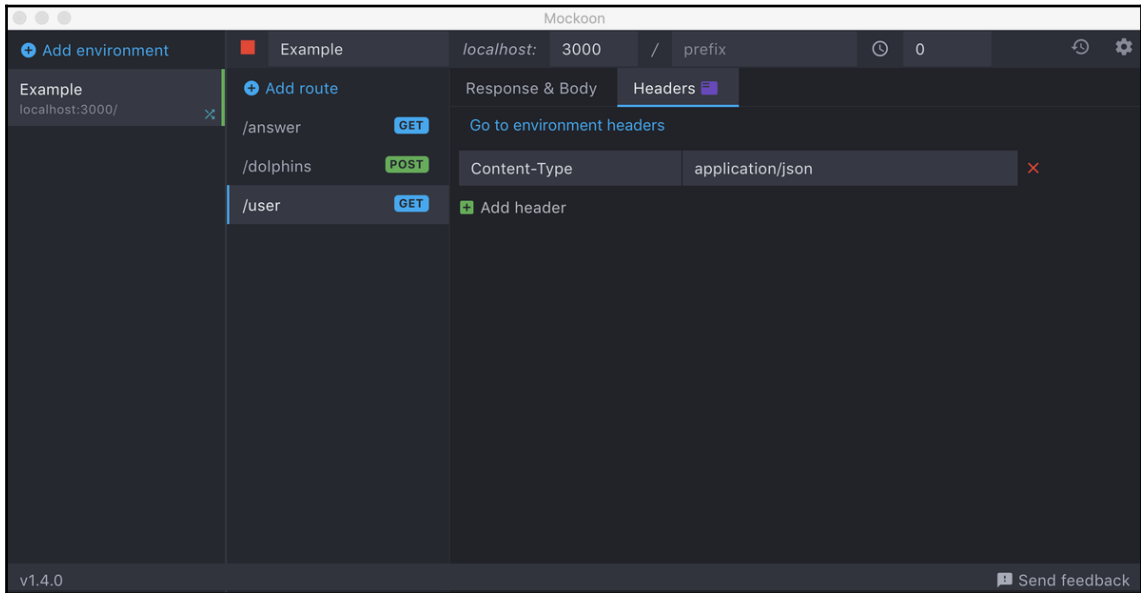 Mockoon
Add environment
Example
localhost: 3000 / prefix 0
Example
localhost:3000/
Add route
/answer GET
/dolphins POST
/user GET
Response & Body Headers
Go to environment headers
Content-Type application/json
Add header
v1.4.0
Send feedback